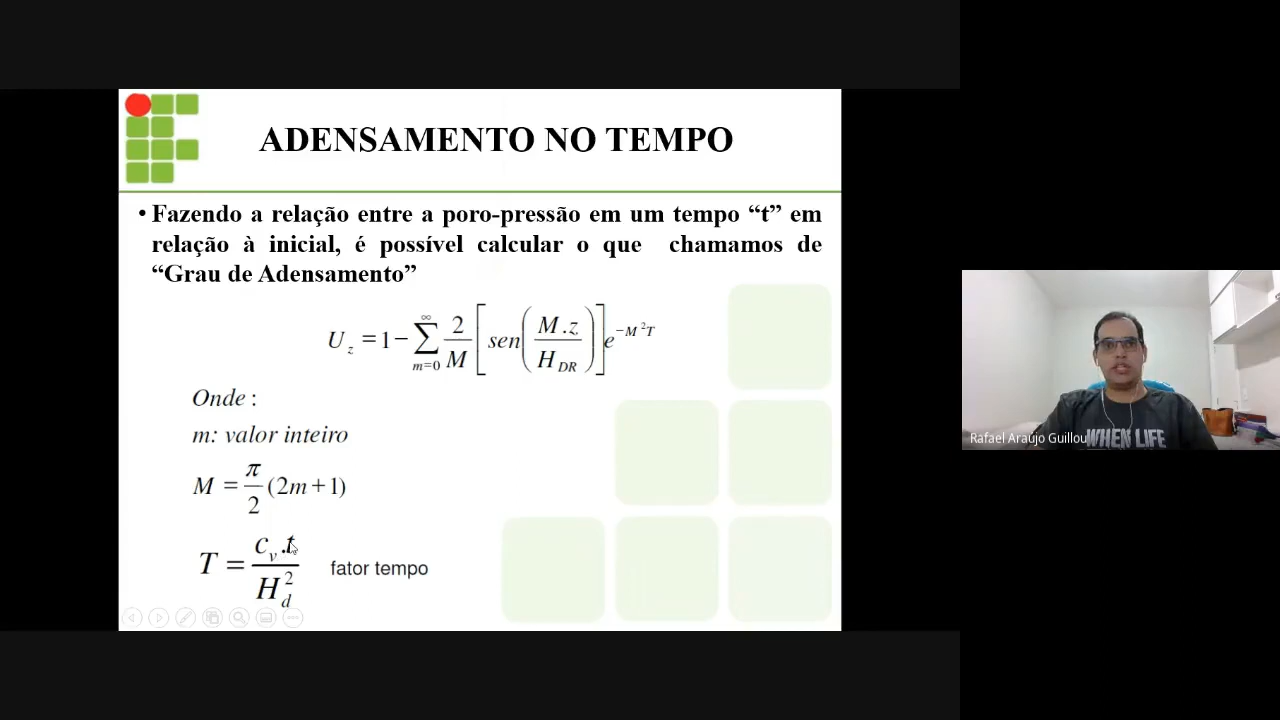 ADENSAMENTO NO TEMPO
• Fazendo a relação entre a poro-pressão em um tempo “t” em
relação à inicial, é possível calcular o que chamamos de
“Grau de Adensamento”
U_z = 1 − ∑_{m=0}^{∞} 2/M [sen(M.z/H_DR)] e^{−M²T}
Onde :
m: valor inteiro
M = π/2 (2m+1)
T = c_v.t/H_d² fator tempo
Rafael Araújo Guillou
WHEN LIFE